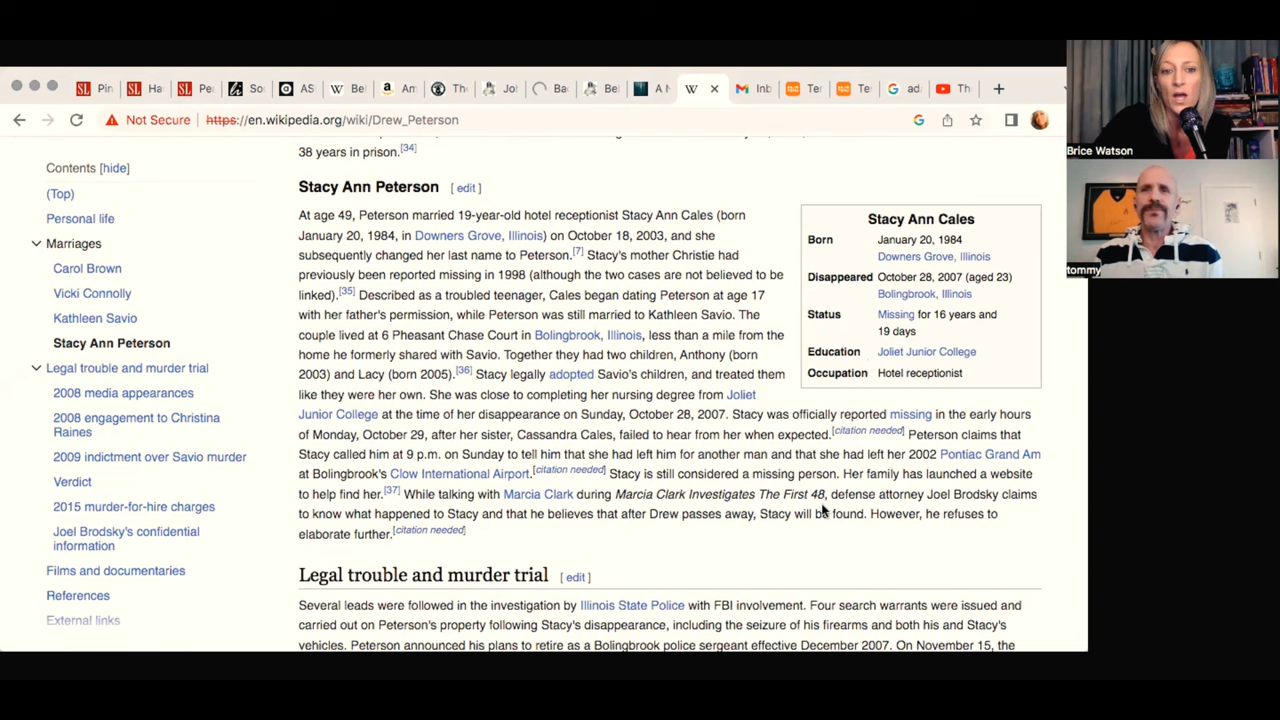 Pin
Ha
Pe
So
AS
Bel
Am
Th
Jo
Ba
Bel
A N
Inb
Ter
Te
ad
Th
Not Secure
https://en.wikipedia.org/wiki/Drew_Peterson
Brice Watson
tommy
Contents [hide]
(Top)
Personal life
Marriages
Carol Brown
Vicki Connolly
Kathleen Savio
Stacy Ann Peterson
Legal trouble and murder trial
2008 media appearances
2008 engagement to Christina
Raines
2009 indictment over Savio murder
Verdict
2015 murder-for-hire charges
Joel Brodsky's confidential
information
Films and documentaries
References
External links
38 years in prison.[34]
Stacy Ann Peterson [ edit ]
At age 49, Peterson married 19-year-old hotel receptionist Stacy Ann Cales (born
January 20, 1984, in Downers Grove, Illinois) on October 18, 2003, and she
subsequently changed her last name to Peterson.[7] Stacy's mother Christie had
previously been reported missing in 1998 (although the two cases are not believed to be
linked).[35] Described as a troubled teenager, Cales began dating Peterson at age 17
with her father's permission, while Peterson was still married to Kathleen Savio. The
couple lived at 6 Pheasant Chase Court in Bolingbrook, Illinois, less than a mile from the
home he formerly shared with Savio. Together they had two children, Anthony (born
2003) and Lacy (born 2005).[36] Stacy legally adopted Savio's children, and treated them
like they were her own. She was close to completing her nursing degree from Joliet
Junior College at the time of her disappearance on Sunday, October 28, 2007. Stacy was officially reported missing in the early hours
of Monday, October 29, after her sister, Cassandra Cales, failed to hear from her when expected.[citation needed] Peterson claims that
Stacy called him at 9 p.m. on Sunday to tell him that she had left him for another man and that she had left her 2002 Pontiac Grand Am
at Bolingbrook's Clow International Airport.[citation needed] Stacy is still considered a missing person. Her family has launched a website
to help find her.[37] While talking with Marcia Clark during Marcia Clark Investigates The First 48, defense attorney Joel Brodsky claims
to know what happened to Stacy and that he believes that after Drew passes away, Stacy will be found. However, he refuses to
elaborate further.[citation needed]
Stacy Ann Cales
Born January 20, 1984
Downers Grove, Illinois
Disappeared October 28, 2007 (aged 23)
Bolingbrook, Illinois
Status Missing for 16 years and
19 days
Education Joliet Junior College
Occupation Hotel receptionist
Legal trouble and murder trial [ edit ]
Several leads were followed in the investigation by Illinois State Police with FBI involvement. Four search warrants were issued and
carried out on Peterson's property following Stacy's disappearance, including the seizure of his firearms and both his and Stacy's
vehicles. Peterson announced his plans to retire as a Bolingbrook police sergeant effective December 2007. On November 15, the